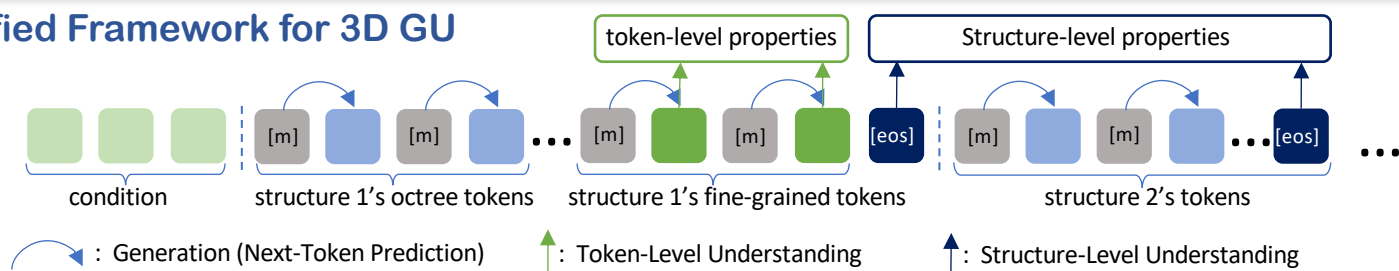 fied Framework for 3D GU
token-level properties Structure-level properties
[m] [m] ... [m] [m] [eos] [m] [m] ... [eos] ...
condition structure 1's octree tokens structure 1's fine-grained tokens structure 2's tokens
: Generation (Next-Token Prediction) : Token-Level Understanding : Structure-Level Understanding